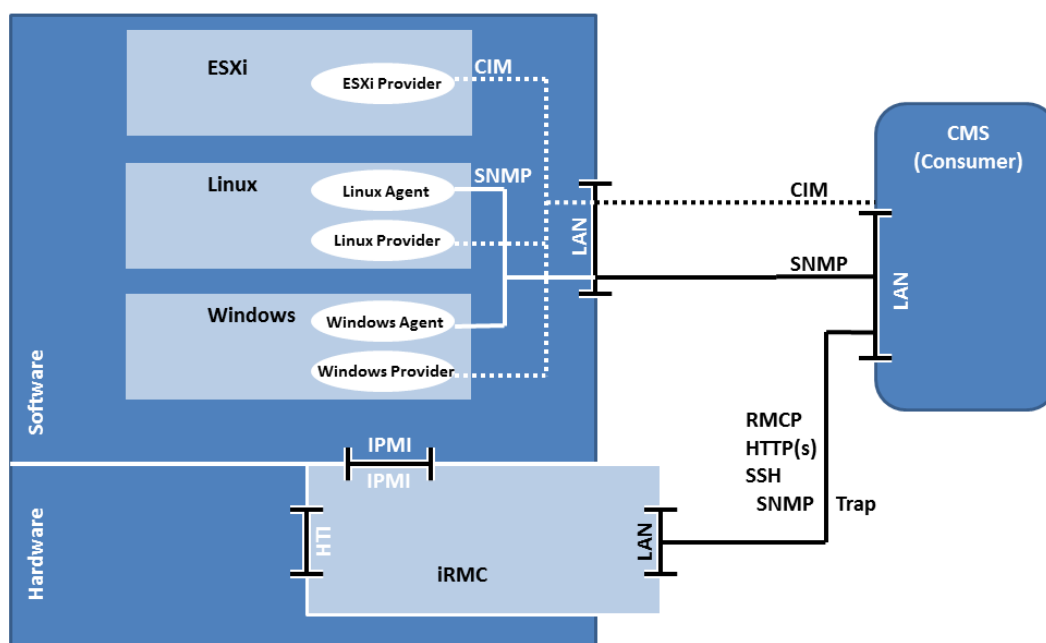 ESXi
ESXi Provider
CIM
Linux
Linux Agent
SNMP
Linux Provider
Windows
Windows Agent
Windows Provider
Software
LAN
CIM
SNMP
CMS
(Consumer)
LAN
IPMI
IPMI
Hardware
HTI
iRMC
LAN
RMCP
HTTP(s)
SSH
SNMP Trap